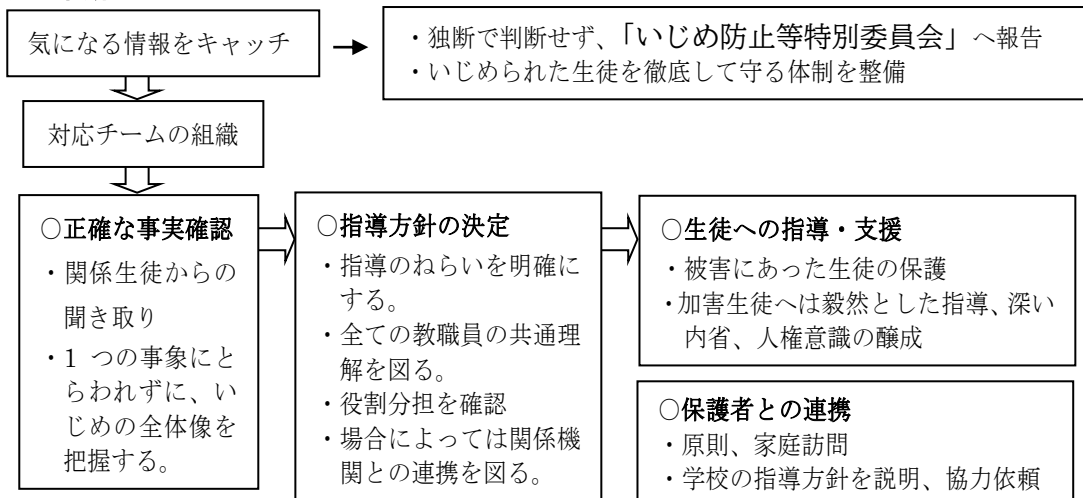 気になる情報をキャッチ
・独断で判断せず、「いじめ防止等特別委員会」へ報告
・いじめられた生徒を徹底して守る体制を整備
対応チームの組織
○正確な事実確認
・関係生徒からの
聞き取り
・1 つの事象にと
らわれずに、い
じめの全体像を
把握する。
○指導方針の決定
・指導のねらいを明確に
する。
・全ての教職員の共通理
解を図る。
・役割分担を確認
・場合によっては関係機
関との連携を図る。
○生徒への指導・支援
・被害にあった生徒の保護
・加害生徒へは毅然とした指導、深い
内省、人権意識の醸成
○保護者との連携
・原則、家庭訪問
・学校の指導方針を説明、協力依頼